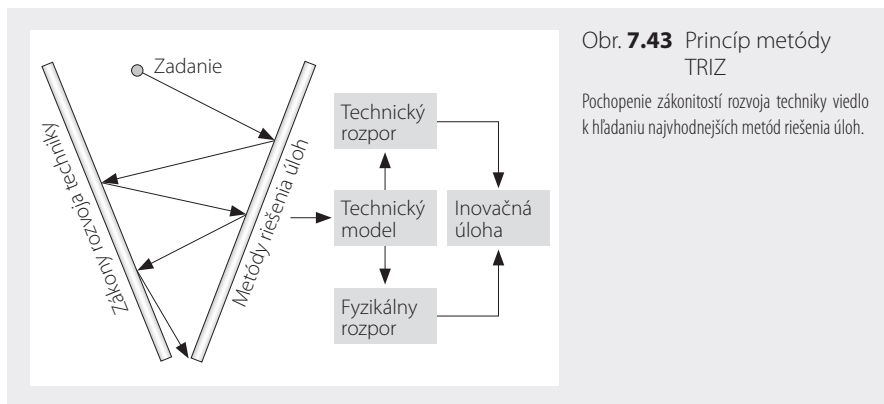 Zadanie
Zákony rozvoja techniky
Metódy riešenia úloh
Technický
rozpor
Technický
model
Inovačná
úloha
Fyzikálny
rozpor
Obr. 7.43 Princíp metódy
TRIZ
Pochopenie zákonitostí rozvoja techniky viedlo
k hľadaniu najvhodnejších metód riešenia úloh.